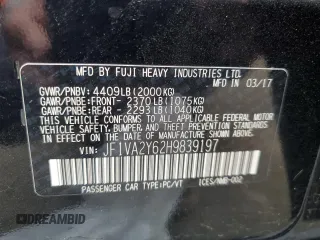 MFD BY FUJI HEAVY INDUSTRIES LTD.
GVWR/PNBV: 4409LB(2000KG) 03/17
GAWR/PNBE:FRONT- 2370LB(1075KG)
GAWR/PNBE:REAR - 2293LB(1040KG)
THIS VEHICLE CONFORMS TO ALL APPLICABLE FEDERAL MOTOR VEHICLE
SAFETY, BUMPER, AND THEFT PREVENTION STANDARDS IN EFFECT
ON THE DATE OF MANUFACTURE SHOWN ABOVE.
VIN: JF1VA2Y62H9839197
PASSENGER CAR TYPE:PC/VT ICES/NMB-002
DREAMBID